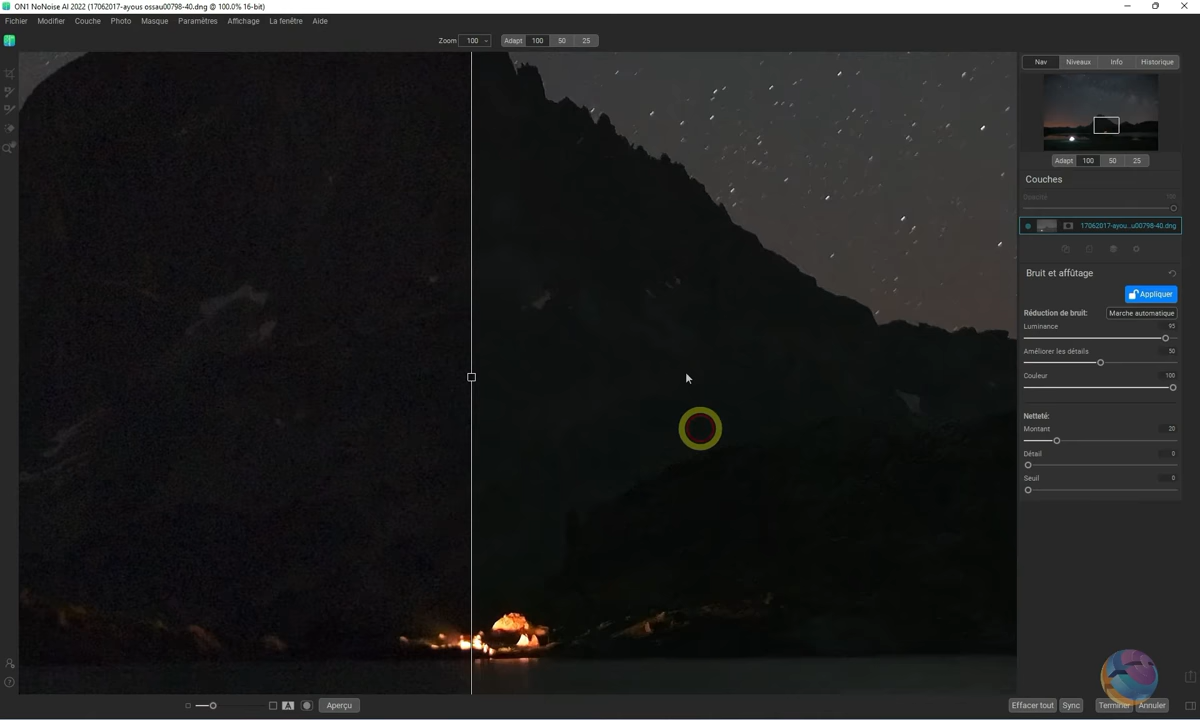 ON1 NoNoise AI 2022 (17062017-ayous ossau00798-40.dng @ 100.0% 16-bit)
Fichier Modifier Couche Photo Masque Paramétres Affichage La fenêtre Aide
Zoom 100 Adapt 100 50 25
Nav Niveaux Info Historique
Adapt 100 50 25
Couches
Opacité 100
17062017-ayou...u00798-40.dng
Bruit et affûtage
Appliquer
Réduction de bruit: Marche automatique
Luminance 95
Améliorer les détails 50
Couleur 100
Netteté:
Montant 20
Détail 0
Seuil 0
A Aperçu Effacer tout Sync Terminer Annuler